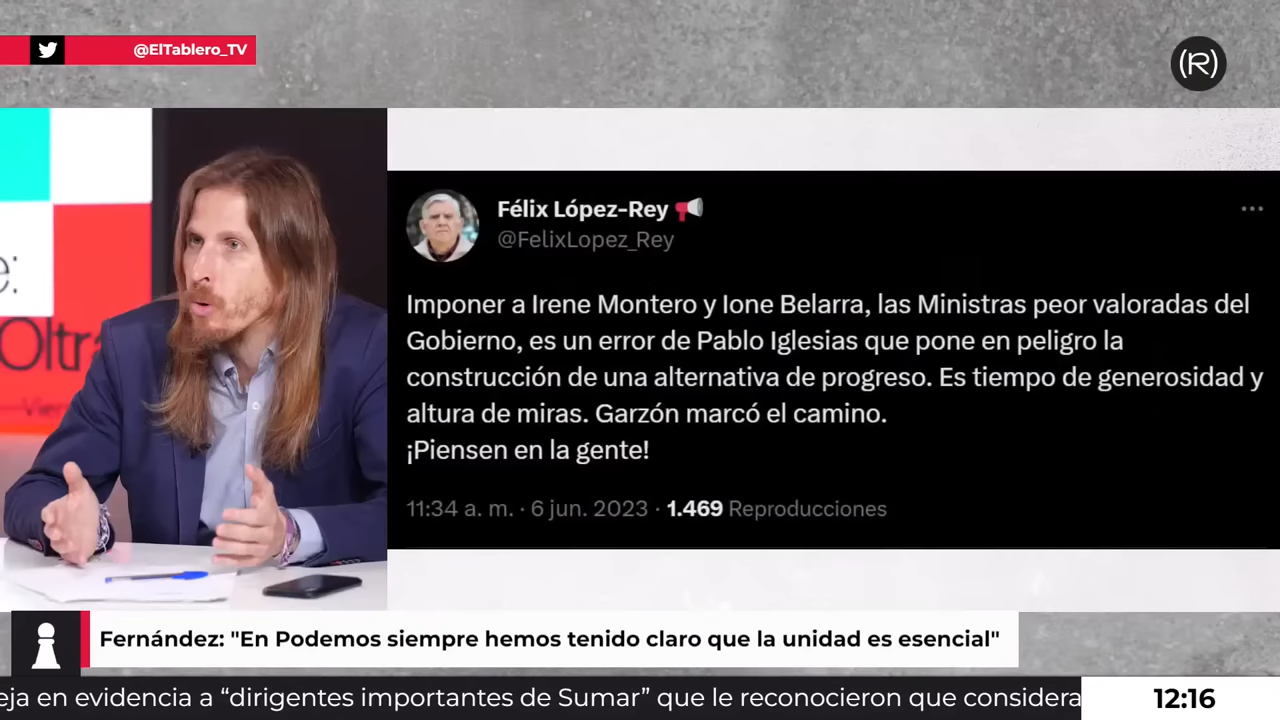 @ElTablero_TV
(R)
e:
Oltra
Félix López-Rey
@FelixLopez_Rey
Imponer a Irene Montero y Ione Belarra, las Ministras peor valoradas del
Gobierno, es un error de Pablo Iglesias que pone en peligro la
construcción de una alternativa de progreso. Es tiempo de generosidad y
altura de miras. Garzón marcó el camino.
¡Piensen en la gente!
11:34 a. m. · 6 jun. 2023 · 1.469 Reproducciones
Fernández: "En Podemos siempre hemos tenido claro que la unidad es esencial"
eja en evidencia a “dirigentes importantes de Sumar” que le reconocieron que considera
12:16